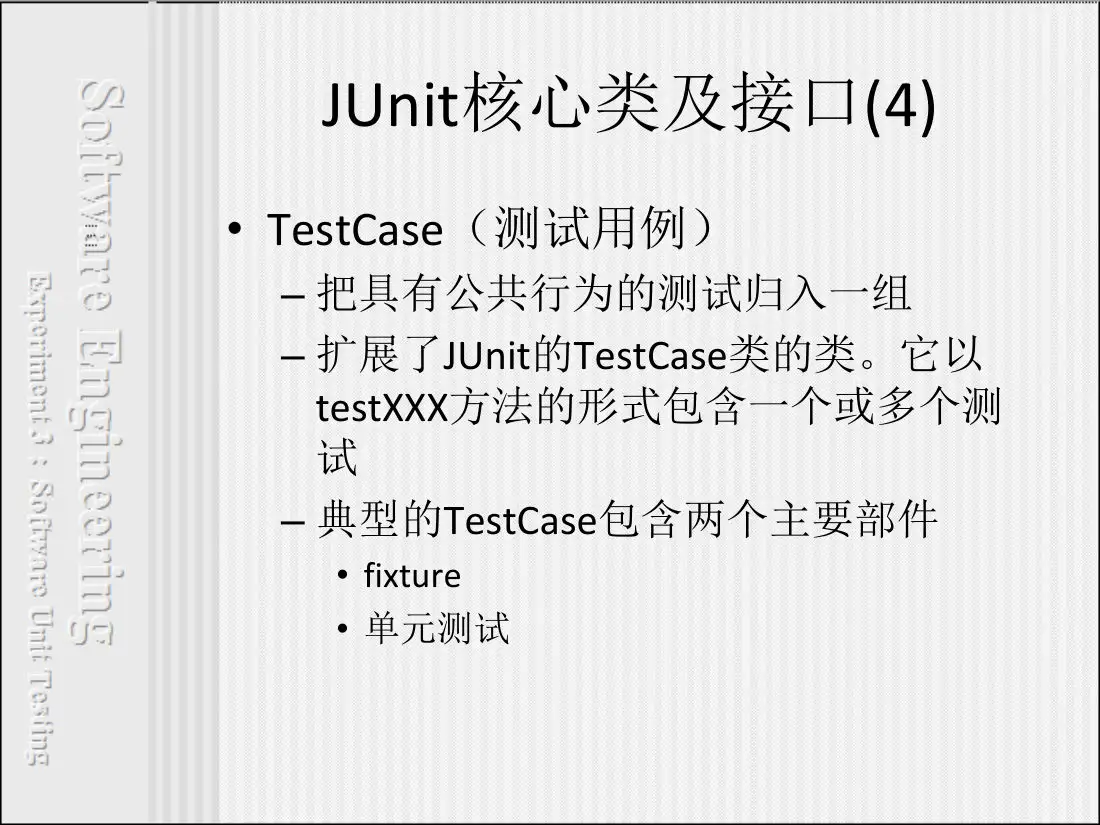 JUnit核心类及接口(4)
• TestCase（测试用例）
– 把具有公共行为的测试归入一组
– 扩展了JUnit的TestCase类的类。它以
testXXX方法的形式包含一个或多个测
试
– 典型的TestCase包含两个主要部件
• fixture
• 单元测试
Software Engineering
Experiment 3 : Software Unit Testing